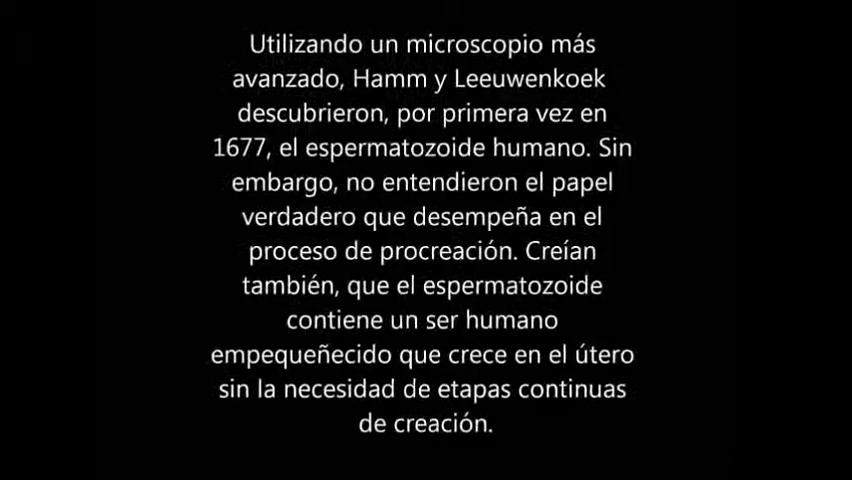 Utilizando un microscopio más
avanzado, Hamm y Leeuwenkoek
descubrieron, por primera vez en
1677, el espermatozoide humano. Sin
embargo, no entendieron el papel
verdadero que desempeña en el
proceso de procreación. Creían
también, que el espermatozoide
contiene un ser humano
empequeñecido que crece en el útero
sin la necesidad de etapas continuas
de creación.